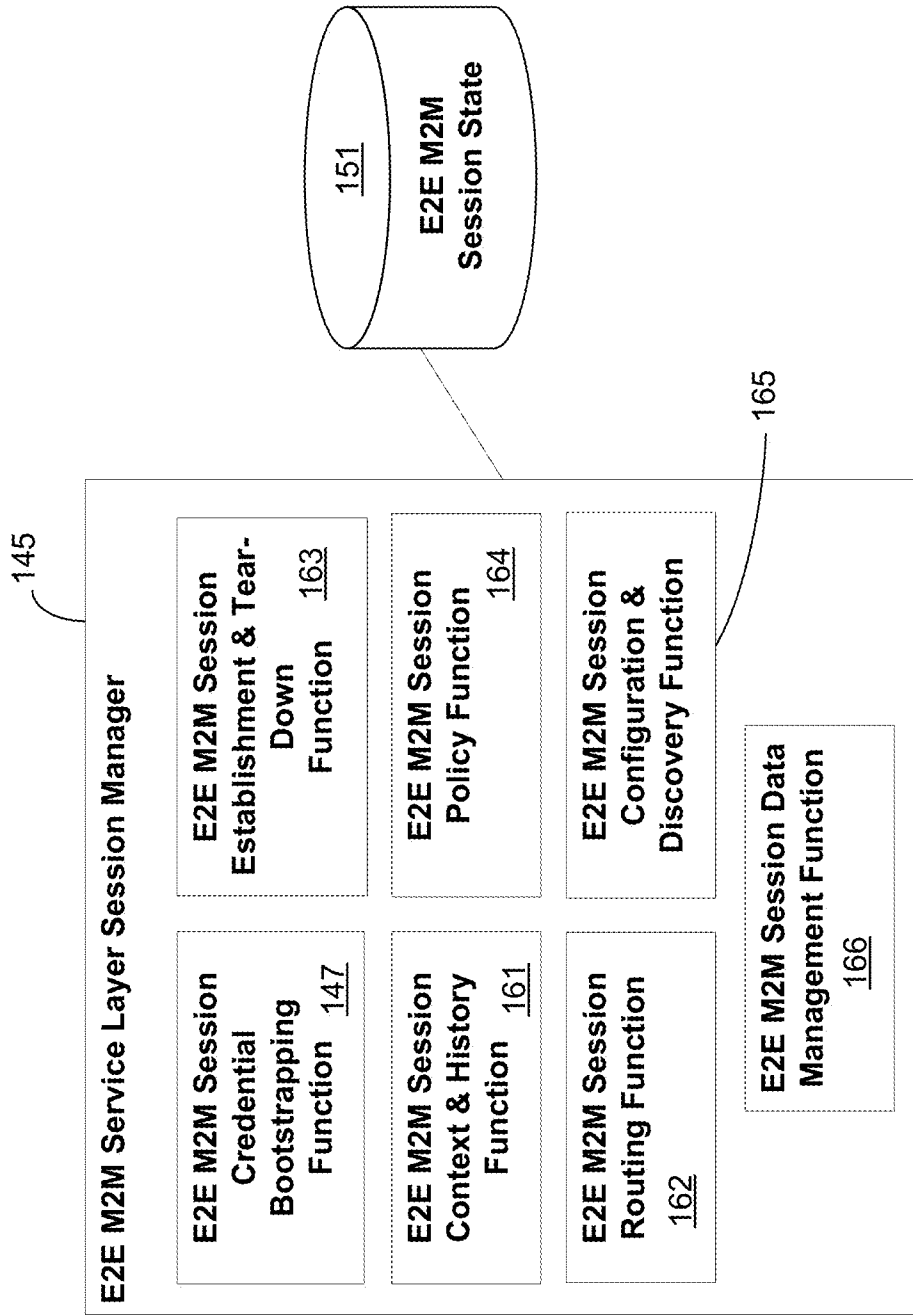 145
E2E M2M Service Layer Session Manager
E2E M2M Session
Credential
Bootstrapping
Function
147
E2E M2M Session
Establishment & Tear-
Down
Function
163
E2E M2M Session
Context & History
Function
161
E2E M2M Session
Policy Function
164
E2E M2M Session
Routing Function
162
E2E M2M Session
Configuration &
Discovery Function
165
E2E M2M Session Data
Management Function
166
151
E2E M2M
Session State